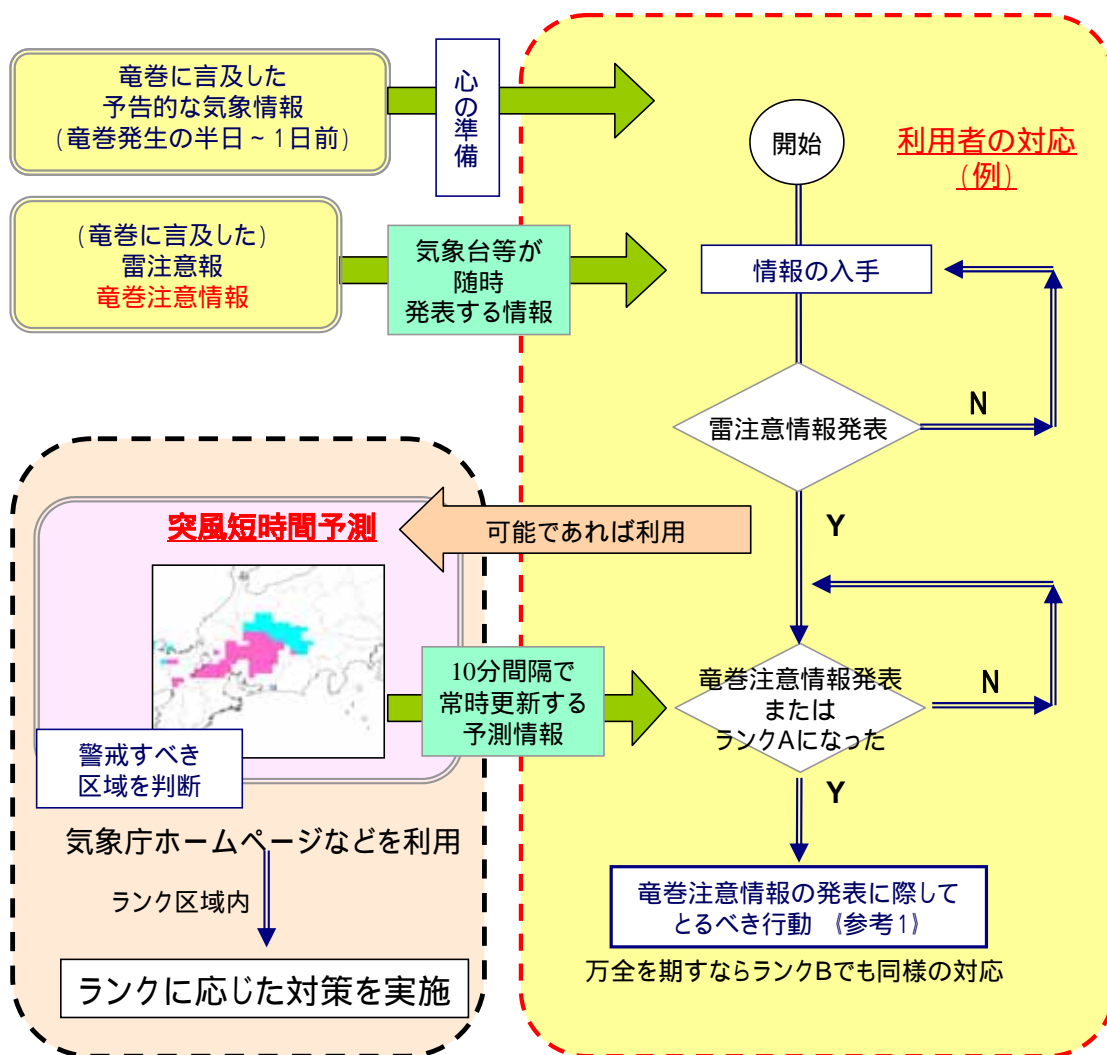 竜巻に言及した
予告的な気象情報
(竜巻発生の半日~1日前)
心の準備
開始
利用者の対応
(例)
(竜巻に言及した)
雷注意報
竜巻注意情報
気象台等が
随時
発表する情報
情報の入手
雷注意情報発表
N
Y
可能であれば利用
突風短時間予測
警戒すべき
区域を判断
10分間隔で
常時更新する
予測情報
竜巻注意情報発表
または
ランクAになった
N
Y
気象庁ホームページなどを利用
ランク区域内
ランクに応じた対策を実施
竜巻注意情報の発表に際して
とるべき行動 《参考1》
万全を期すならランクBでも同様の対応